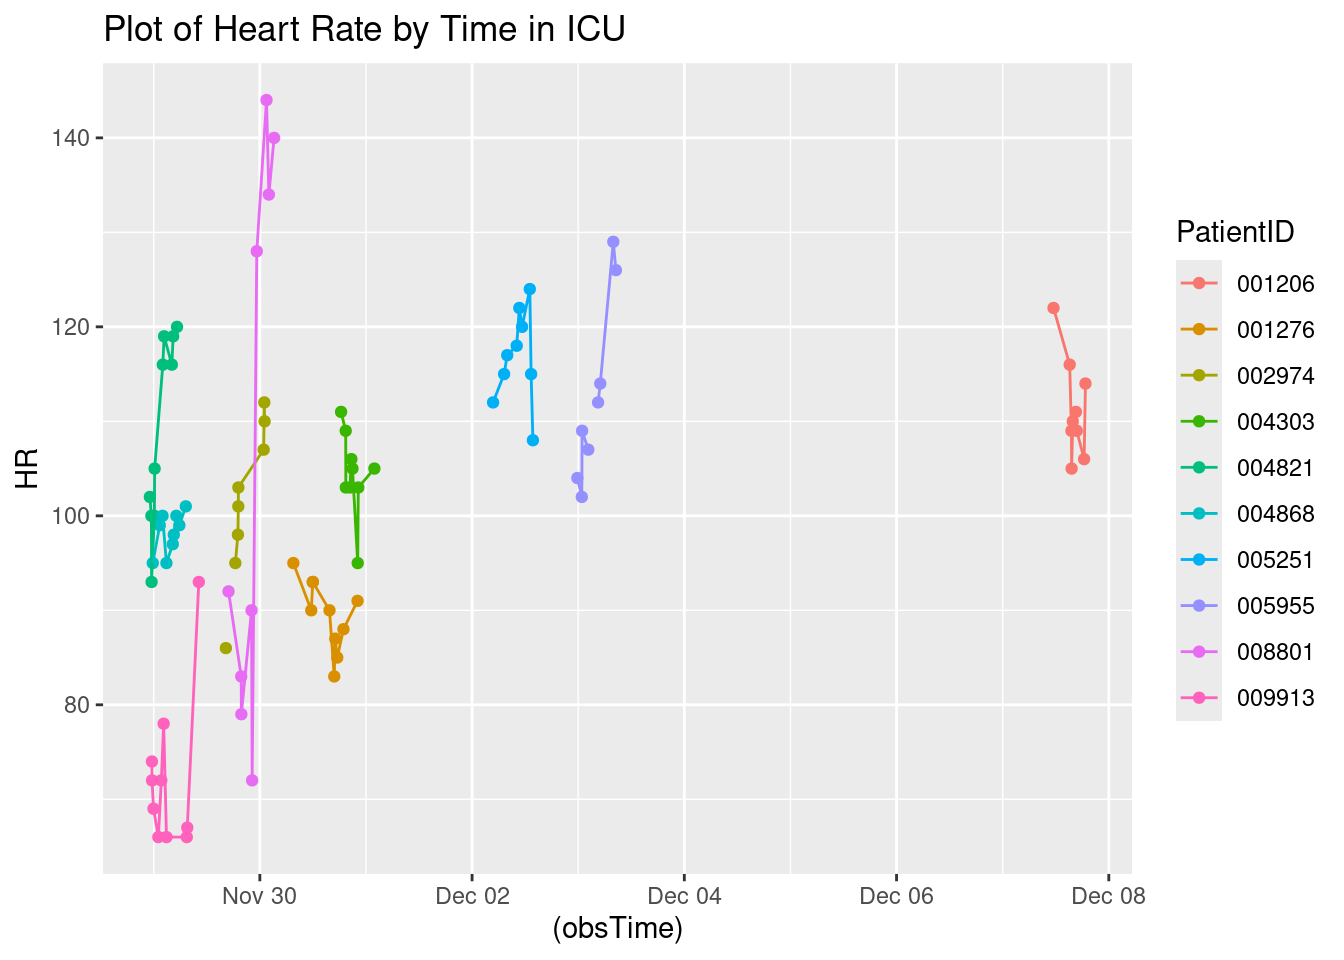 Plot of Heart Rate by Time in ICU
HR
140
120
100
80
Nov 30
Dec 02
Dec 04
Dec 06
Dec 08
(obsTime)
PatientID
001206
001276
002974
004303
004821
004868
005251
005955
008801
009913